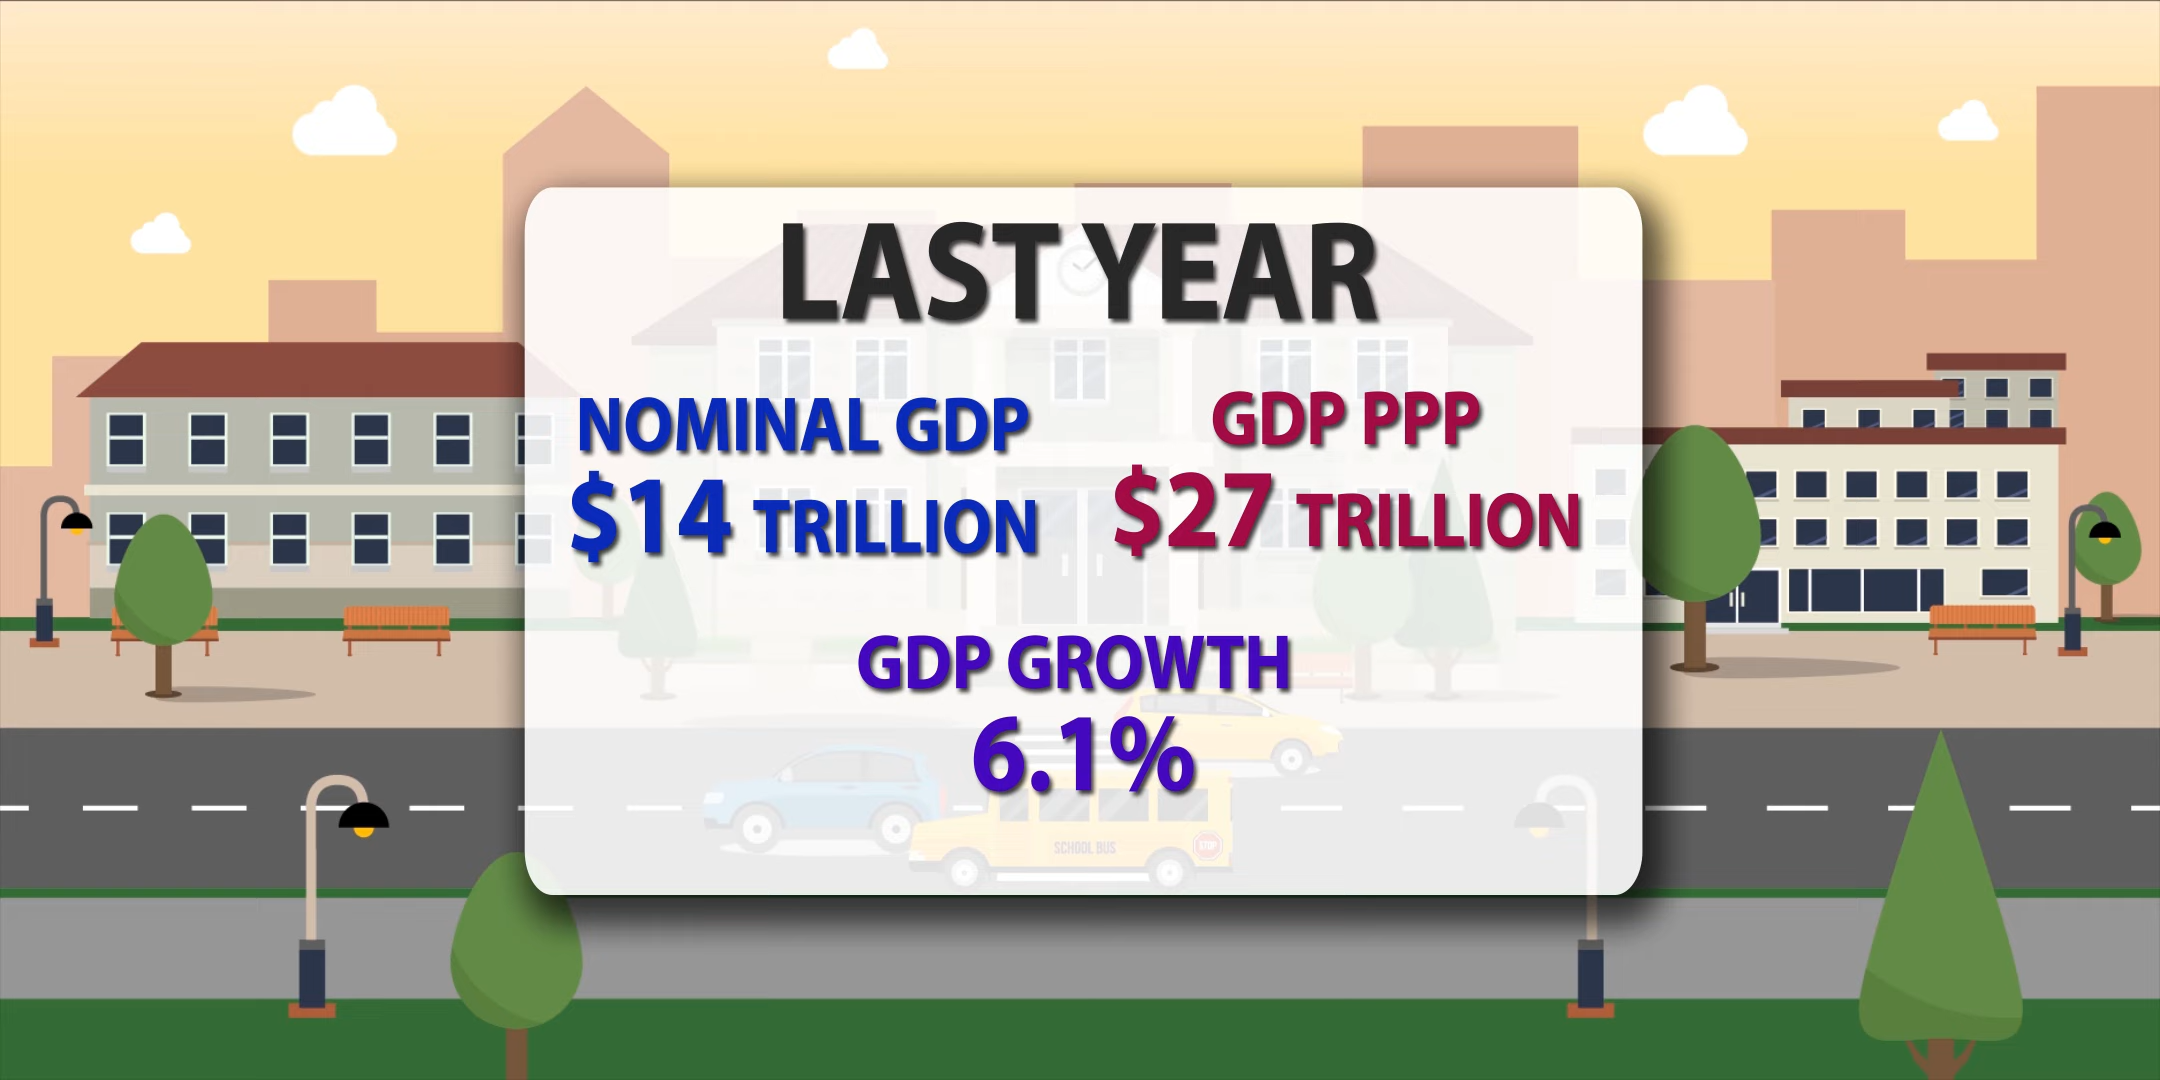 LAST YEAR
NOMINAL GDP
$14 TRILLION
GDP PPP
$27 TRILLION
GDP GROWTH
6.1%
SCHOOL BUS
STOP